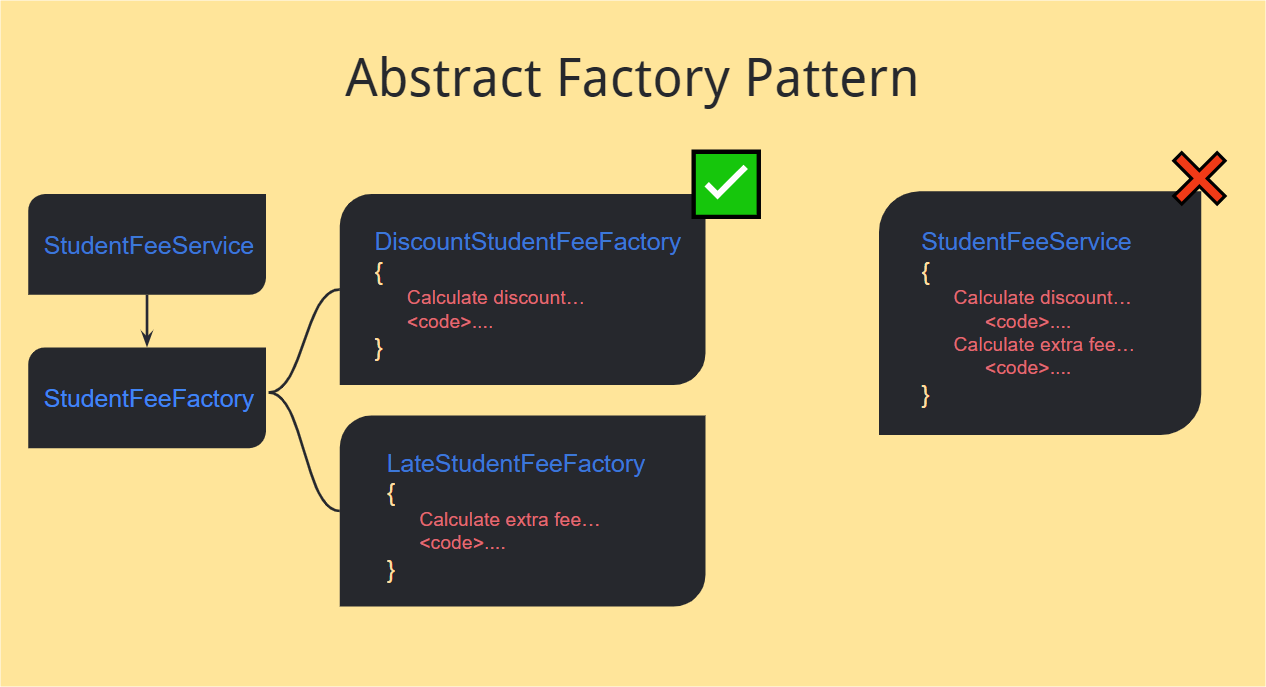 Abstract Factory Pattern
StudentFeeService
StudentFeeFactory
DiscountStudentFeeFactory
{
Calculate discount…
<code>....
}
LateStudentFeeFactory
{
Calculate extra fee…
<code>....
}
StudentFeeService
{
Calculate discount…
<code>....
Calculate extra fee…
<code>....
}